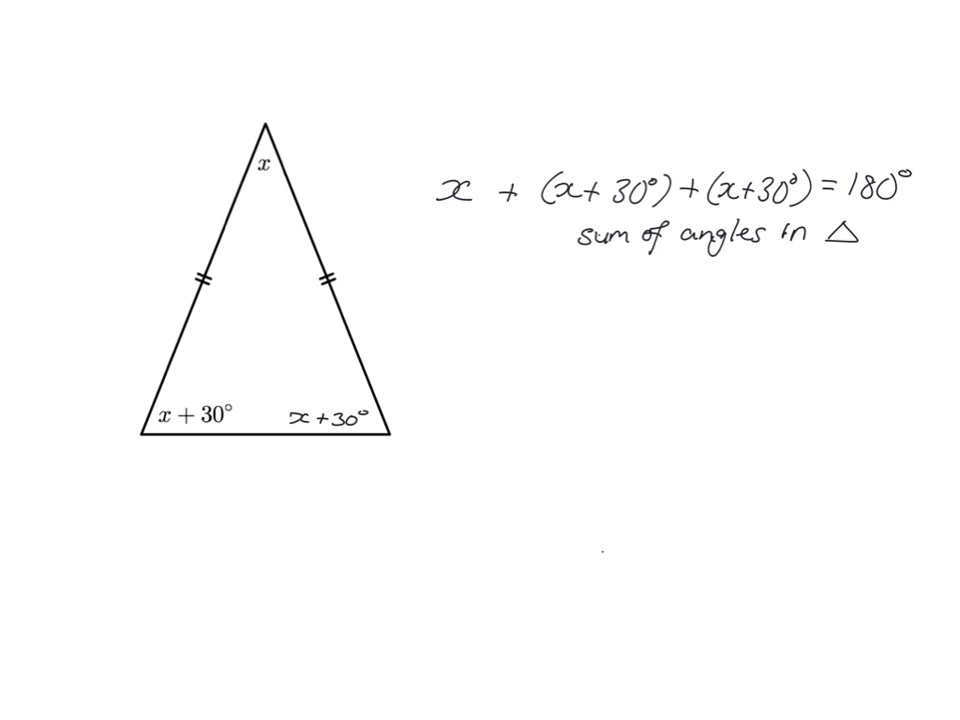 x
x + (x + 30°) + (x+30°) = 180°
sum of angles in △
x + 30°
x + 30°